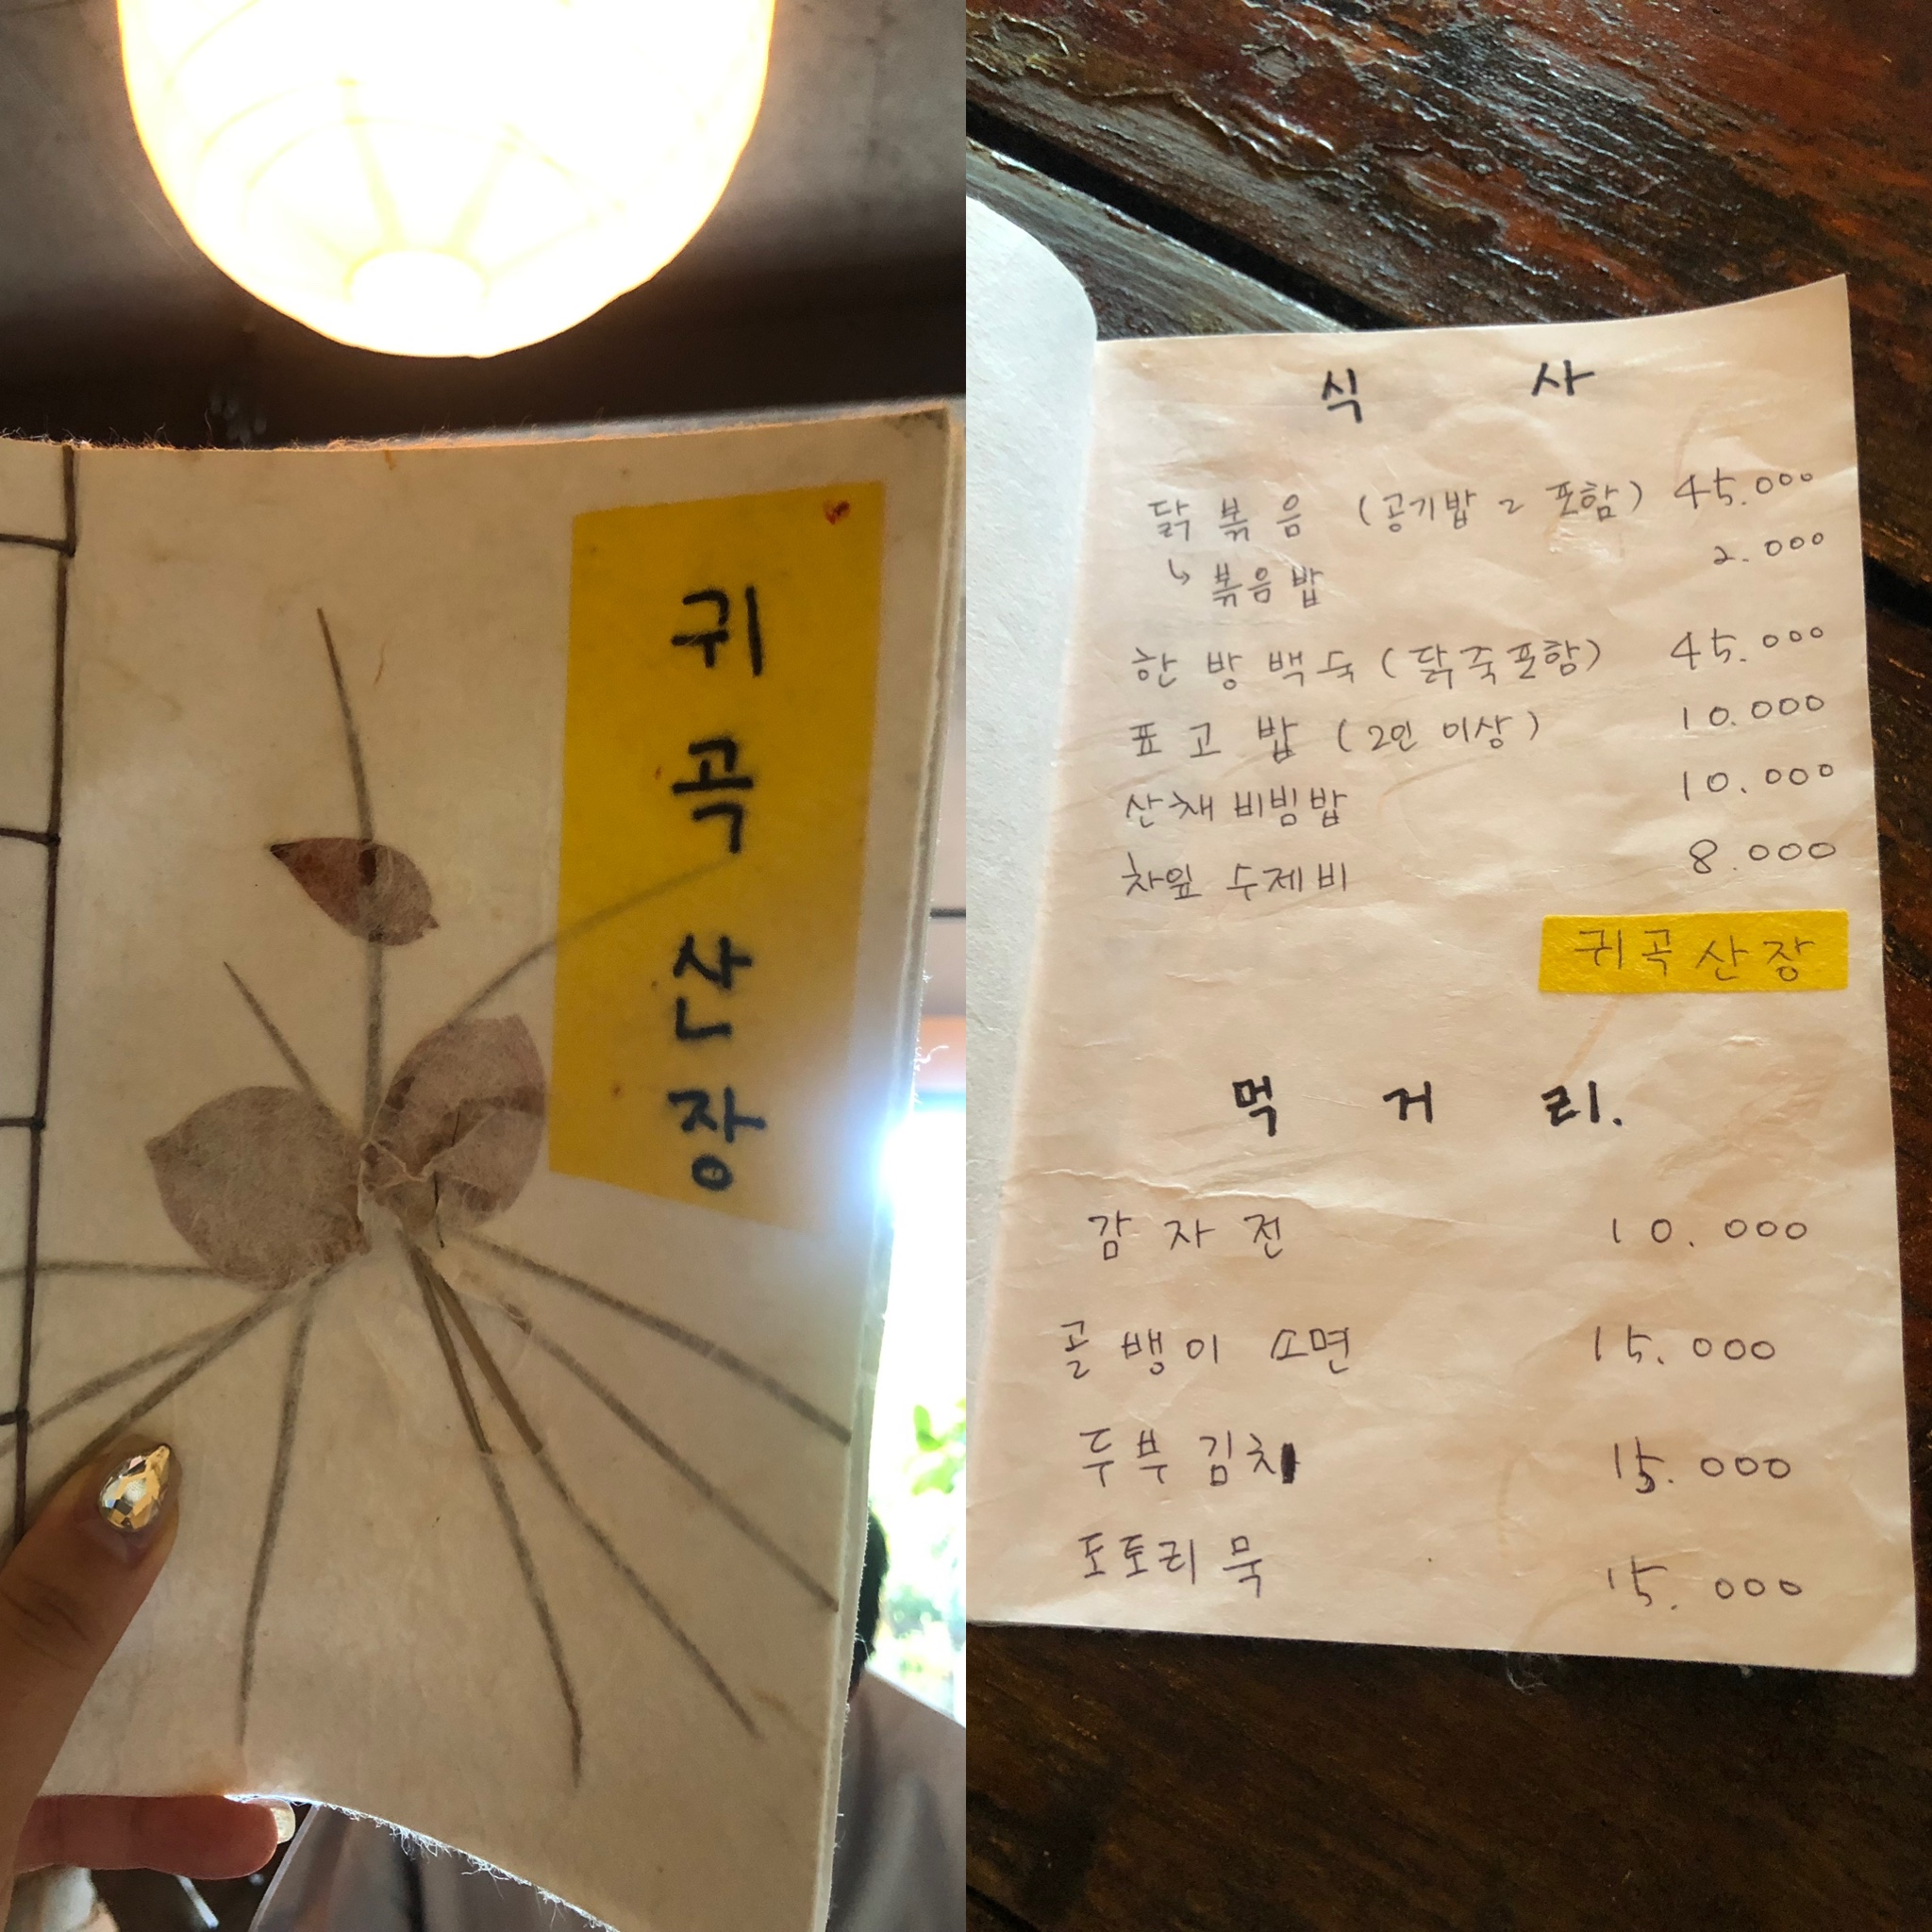 귀곡산장
식 사
닭볶음 (공기밥 2 포함) 45.000
↳ 볶음밥 2.000
한방백숙 (닭죽포함) 45.000
표고밥 (2인 이상) 10.000
산채 비빔밥 10.000
차잎 수제비 8.000
귀곡산장
먹 거 리.
감자전 10.000
골뱅이 소면 15.000
두부김치 15.000
도토리묵 15.000